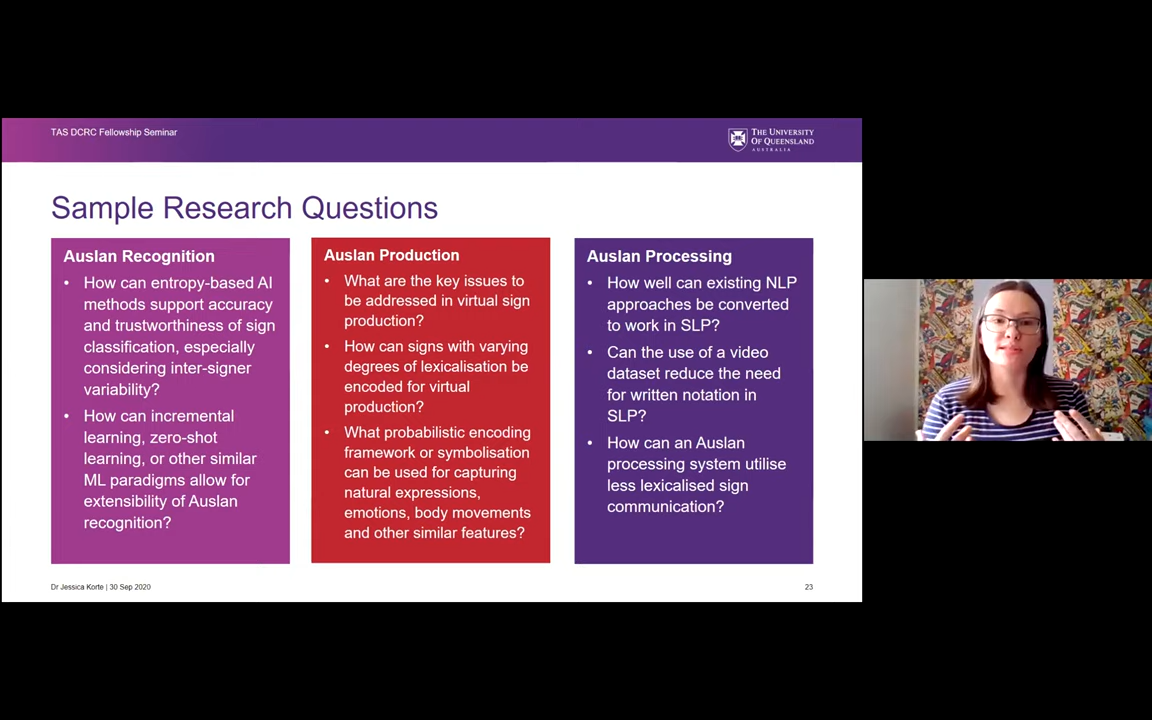 TAS DCRC Fellowship Seminar
THE UNIVERSITY
OF QUEENSLAND
AUSTRALIA
Sample Research Questions
Auslan Recognition
• How can entropy-based AI
methods support accuracy
and trustworthiness of sign
classification, especially
considering inter-signer
variability?
• How can incremental
learning, zero-shot
learning, or other similar
ML paradigms allow for
extensibility of Auslan
recognition?
Auslan Production
• What are the key issues to
be addressed in virtual sign
production?
• How can signs with varying
degrees of lexicalisation be
encoded for virtual
production?
• What probabilistic encoding
framework or symbolisation
can be used for capturing
natural expressions,
emotions, body movements
and other similar features?
Auslan Processing
• How well can existing NLP
approaches be converted
to work in SLP?
• Can the use of a video
dataset reduce the need
for written notation in
SLP?
• How can an Auslan
processing system utilise
less lexicalised sign
communication?
Dr Jessica Korte | 30 Sep 2020
23